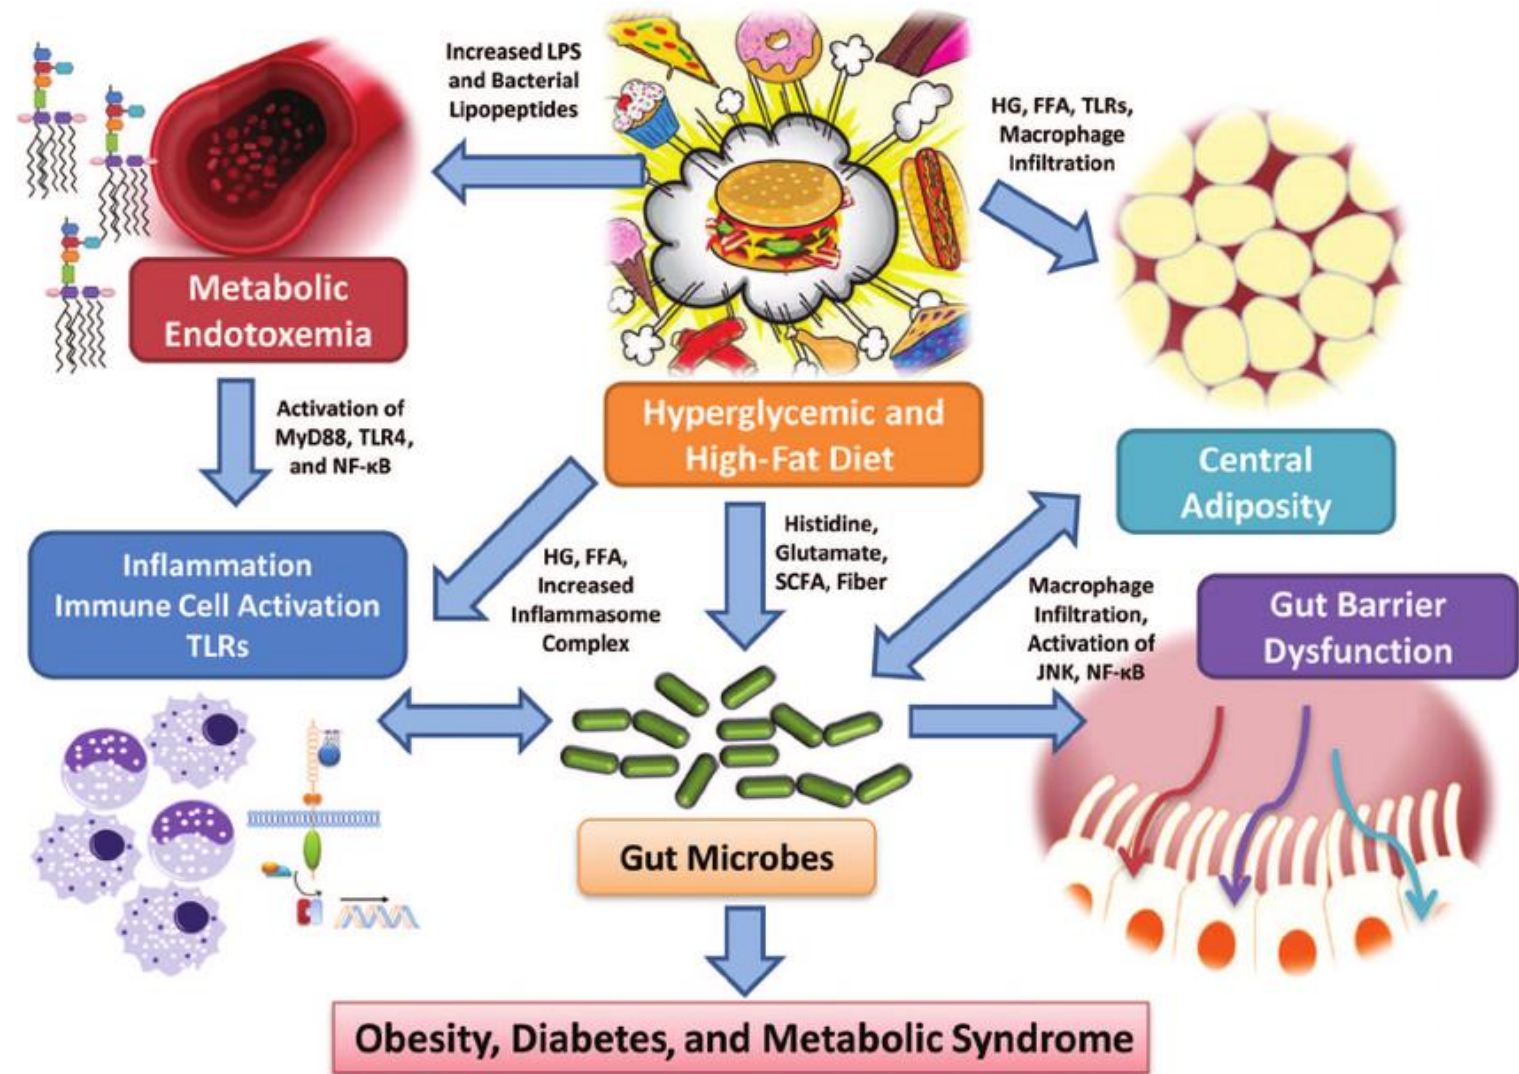 Increased LPS
and Bacterial
Lipopeptides
HG, FFA, TLRs,
Macrophage
Infiltration
Metabolic
Endotoxemia
Hyperglycemic and
High-Fat Diet
Central
Adiposity
Activation of
MyD88, TLR4,
and NF-κB
Inflammation
Immune Cell Activation
TLRs
HG, FFA,
Increased
Inflammasome
Complex
Histidine,
Glutamate,
SCFA, Fiber
Macrophage
Infiltration,
Activation of
JNK, NF-κB
Gut Barrier
Dysfunction
Gut Microbes
Obesity, Diabetes, and Metabolic Syndrome